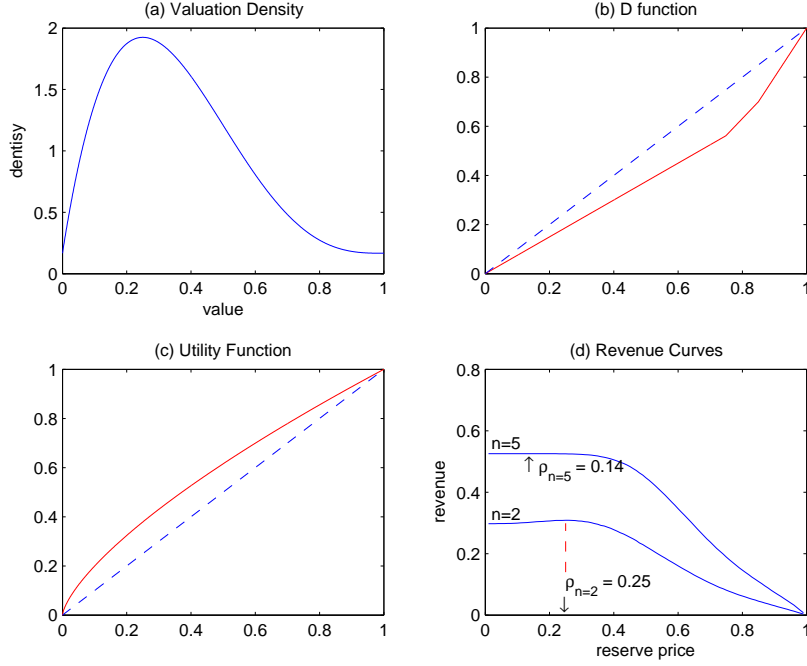 (a) Valuation Density
2
1.5
1
0.5
0
dentisy
0 0.2 0.4 0.6 0.8 1
value
(b) D function
1
0.8
0.6
0.4
0.2
0
0 0.2 0.4 0.6 0.8 1
(c) Utility Function
1
0.8
0.6
0.4
0.2
0
0 0.2 0.4 0.6 0.8 1
(d) Revenue Curves
0.8
0.6
0.4
0.2
0
revenue
n=5
↑ ρn=5 = 0.14
n=2
ρn=2 = 0.25
↓
0 0.2 0.4 0.6 0.8 1
reserve price